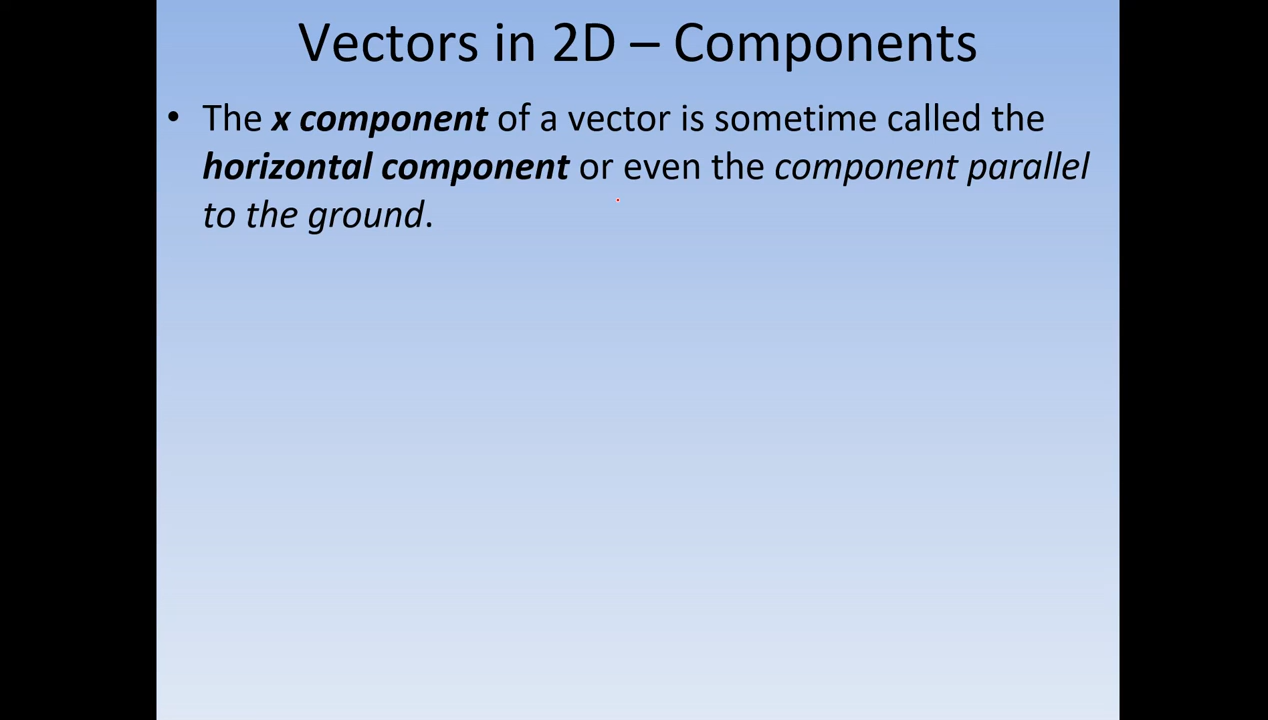 Vectors in 2D – Components
• The x component of a vector is sometime called the
horizontal component or even the component parallel
to the ground.